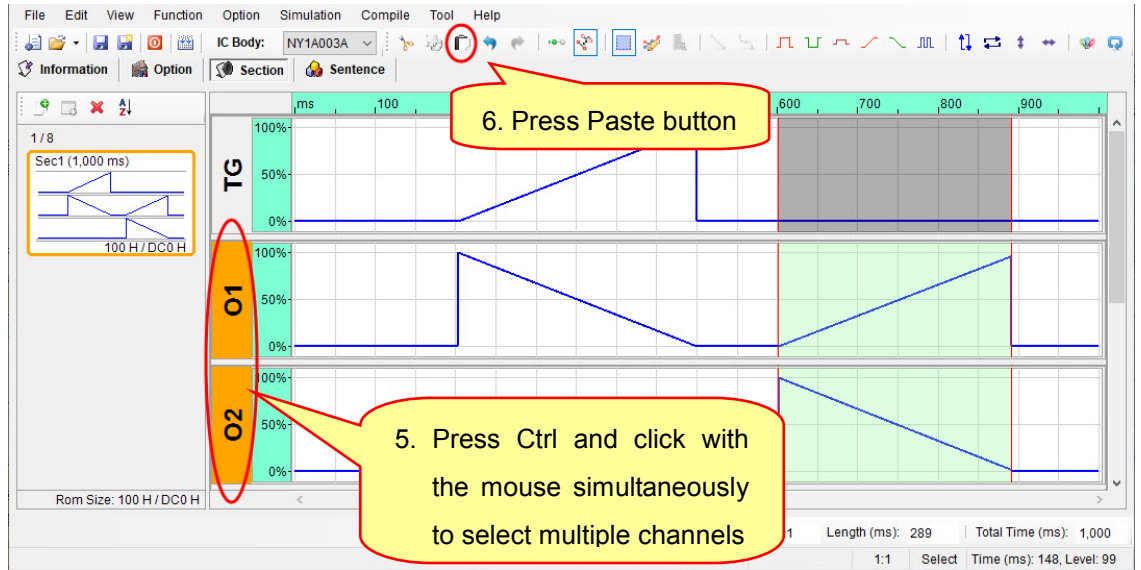 File Edit View Function Option Simulation Compile Tool Help
IC Body: NY1A003A
Information Option Section Sentence
ms 100 600 700 800 900
6. Press Paste button
1 / 8
Sec1 (1,000 ms)
100 H / DC0 H
TG
100%
50%
0%
O1
100%
50%
0%
O2
100%
50%
0%
5. Press Ctrl and click with
the mouse simultaneously
to select multiple channels
Rom Size: 100 H / DC0 H
1 Length (ms): 289 Total Time (ms): 1,000
1:1 Select Time (ms): 148, Level: 99